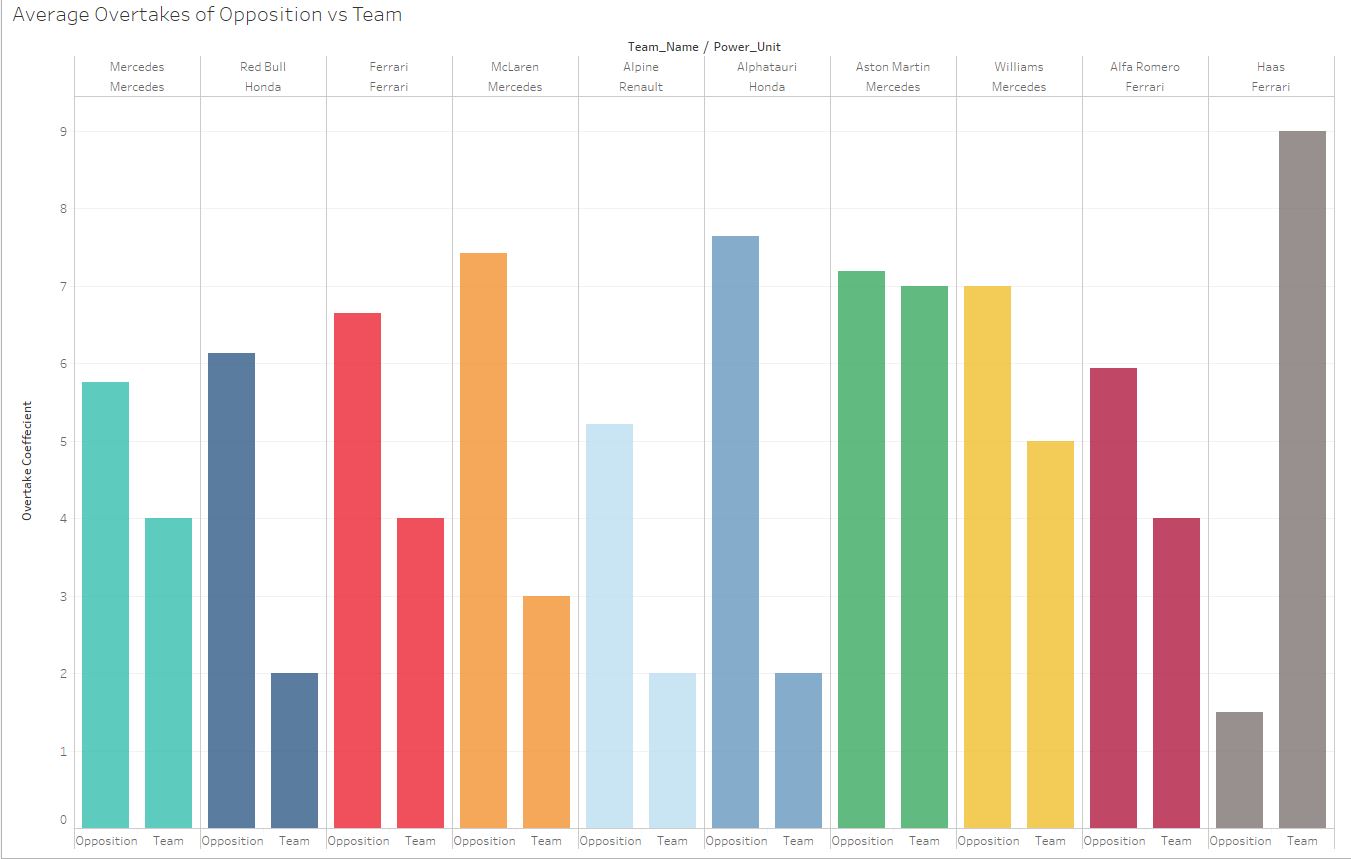 Average Overtakes of Opposition vs Team
Team_Name / Power_Unit
Mercedes Red Bull Ferrari McLaren Alpine Alphatauri Aston Martin Williams Alfa Romero Haas
Mercedes Honda Ferrari Mercedes Renault Honda Mercedes Mercedes Ferrari Ferrari
9
8
7
6
5
4
3
2
1
0
Overtake Coeffecient
Opposition Team Opposition Team Opposition Team Opposition Team Opposition Team Opposition Team Opposition Team Opposition Team Opposition Team Opposition Team